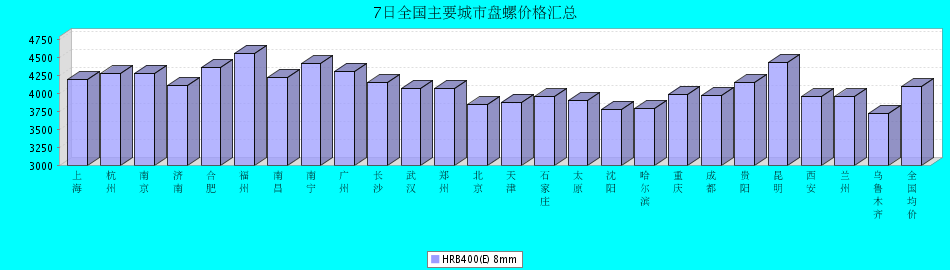 7日全国主要城市盘螺价格汇总
4750
4500
4250
4000
3750
3500
3250
3000
上海
杭州
南京
济南
合肥
福州
南昌
南宁
广州
长沙
武汉
郑州
北京
天津
石家庄
太原
沈阳
哈尔滨
重庆
成都
贵阳
昆明
西安
兰州
乌鲁木齐
全国均价
HRB400(E) 8mm